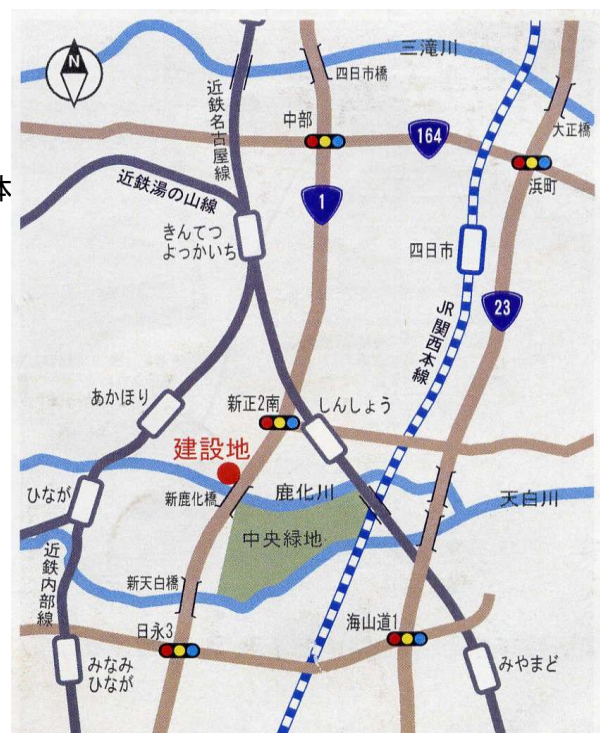 N
三滝川
四日市橋
近鉄名古屋線
中部
164
大正橋
浜町
体
近鉄湯の山線
1
きんてつ
よっかいち
四日市
23
JR関西本線
あかほり
新正2南
しんしょう
建設地
ひなが
新鹿化橋
鹿化川
天白川
中央緑地
近鉄内部線
新天白橋
日永3
海山道1
みなみ
ひなが
みやまど